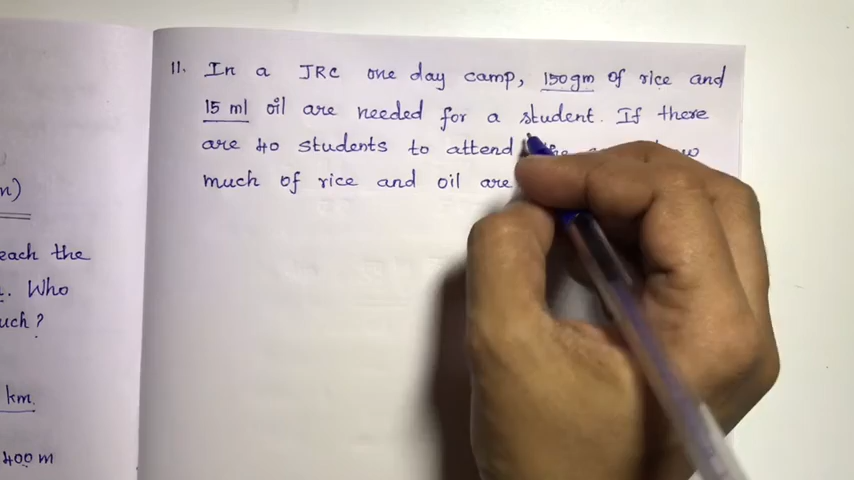 11. In a JRC one day camp, 150gm of rice and
15 ml oil are needed for a student. If there
are 40 students to attend the
much of rice and oil are
n)
each the
. Who
uch?
km.
400 m